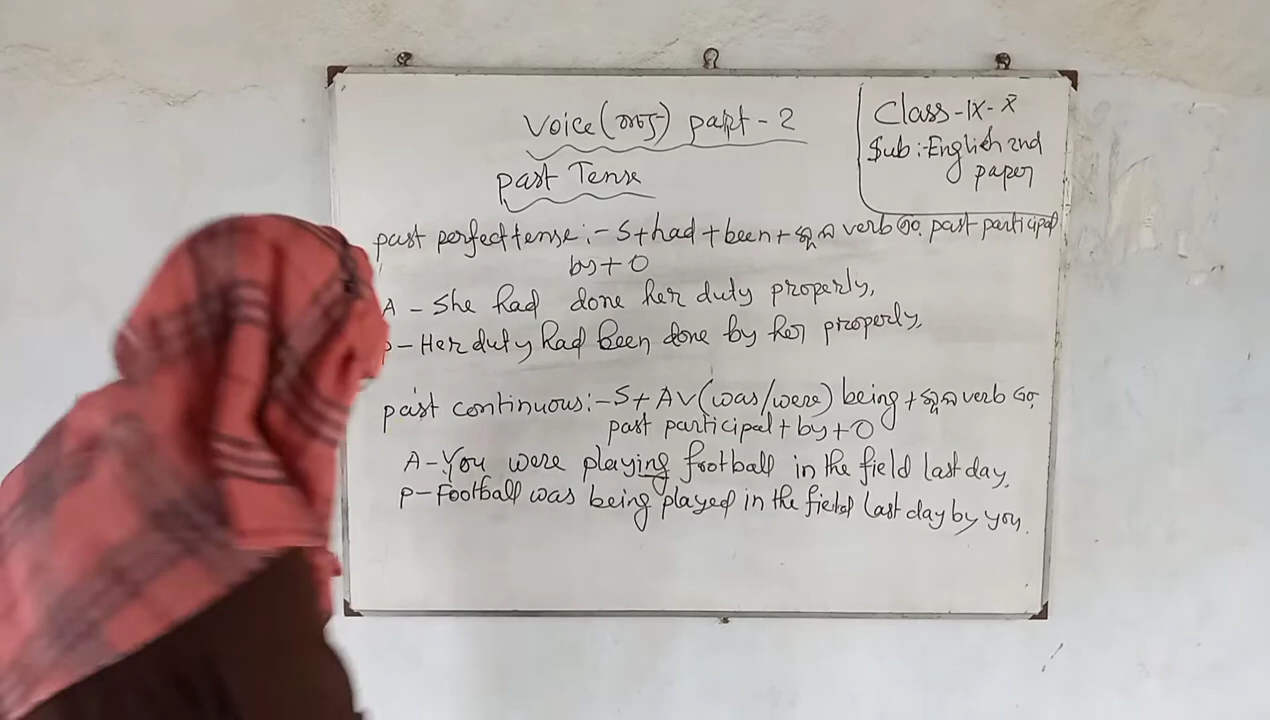 Voice (বাচ্য) part - 2
Class - IX - X
Sub :- English 2nd
paper
past Tense
past perfect tense :- S + had + been + মূল verb এর past participal
by + O
A - She had done her duty properly,
P - Her duty had been done by her properly,
past continuous :- S + AV (was/were) being + মূল verb এর
past participal + by + O
A - You were playing football in the field last day,
P - Football was being played in the field last day by you.